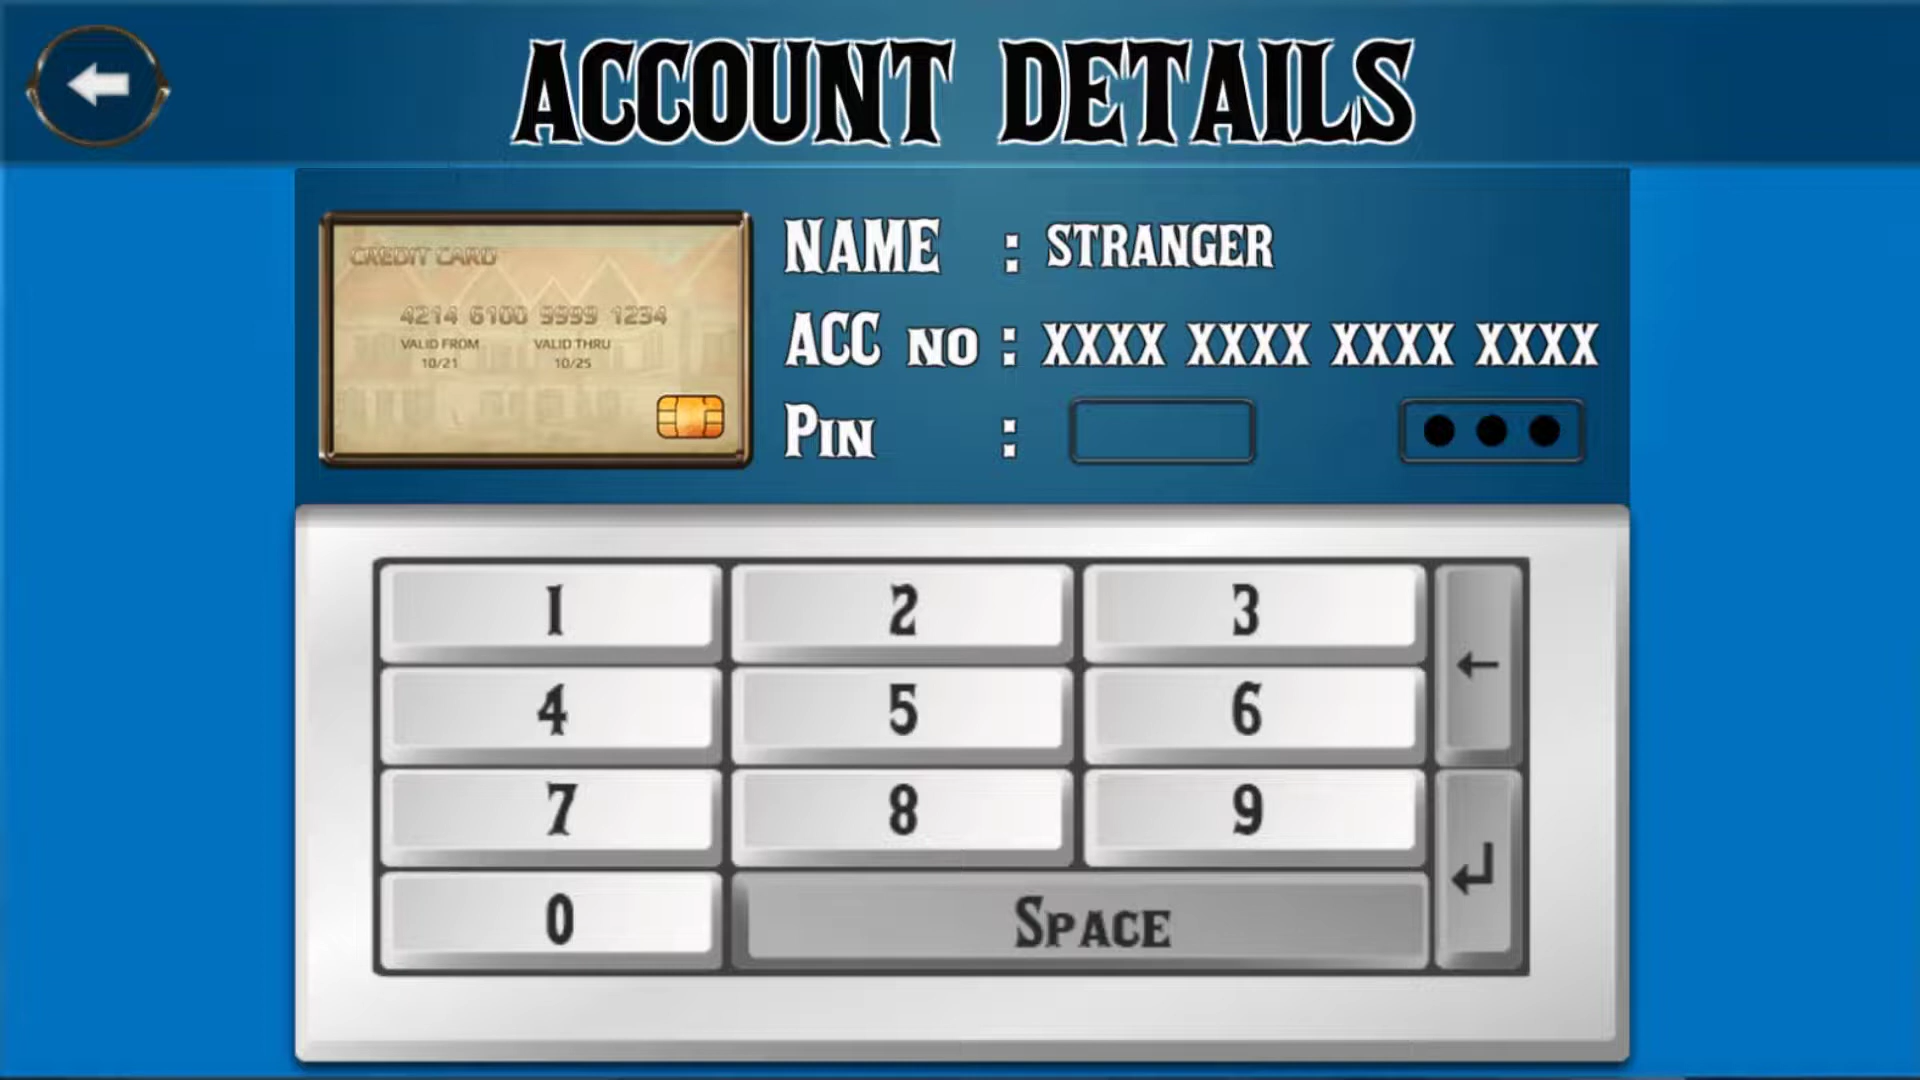 ACCOUNT DETAILS
CREDIT CARD
4214 6100 9999 1234
VALID FROM VALID THRU
10/21 10/25
NAME : STRANGER
ACC NO : XXXX XXXX XXXX XXXX
PIN :
1 2 3
4 5 6
7 8 9
0 SPACE